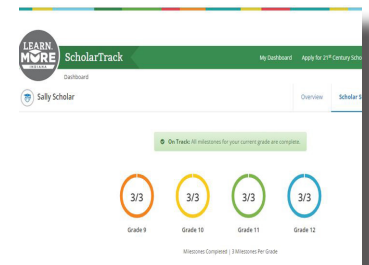 LEARN
MORE
INDIANA
ScholarTrack
My Dashboard
Apply for 21st Century Scho
Dashboard
Sally Scholar
Overview
Scholar S
On Track: All milestones for your current grade are complete.
3/3
3/3
3/3
3/3
Grade 9
Grade 10
Grade 11
Grade 12
Milestones Completed | 3 Milestones Per Grade